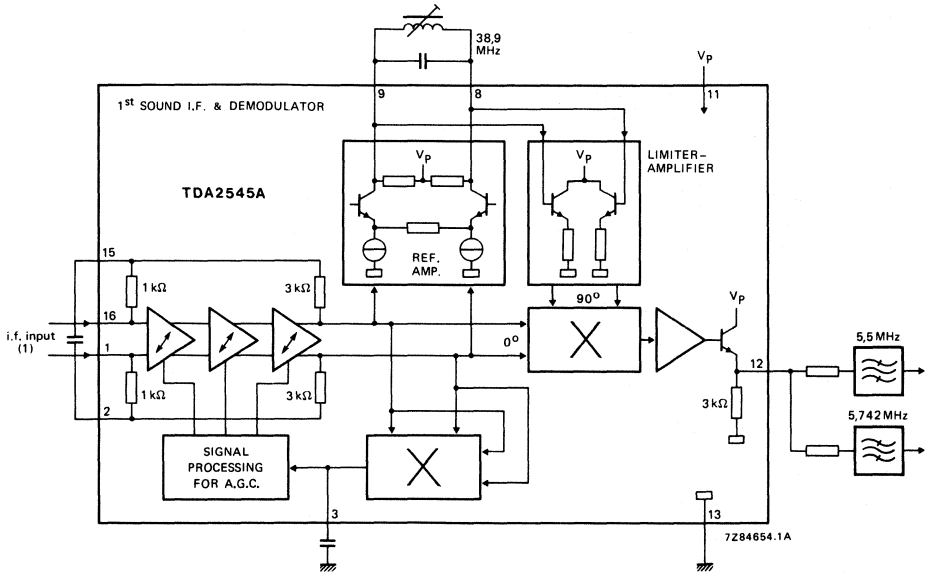 38,9
MHz
9
8
Vp
11
1st SOUND I.F. & DEMODULATOR
TDA2545A
Vp
REF.
AMP.
Vp
LIMITER-
AMPLIFIER
15
1 kΩ
3 kΩ
16
i.f. input
(1)
1
1 kΩ
3 kΩ
2
90°
0°
X
Vp
12
3 kΩ
5,5 MHz
5,742 MHz
SIGNAL
PROCESSING
FOR A.G.C.
X
3
13
7Z84654.1A